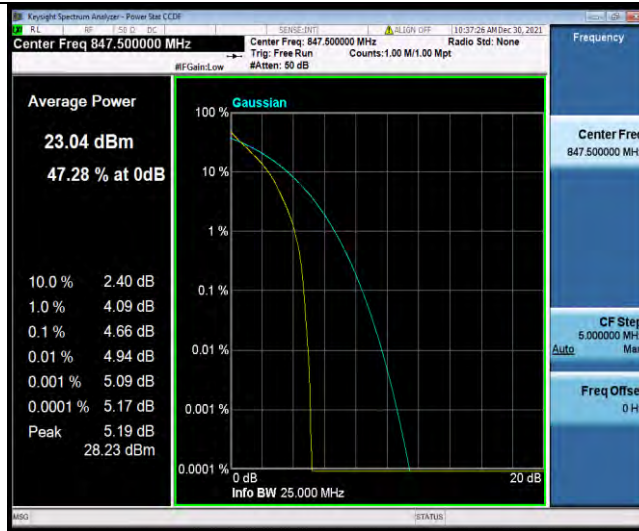 Keysight Spectrum Analyzer - Power Stat CCDF
RL RF 50 Ω DC SENSE:INT ALIGN OFF 10:37:26 AM Dec 30, 2021
Center Freq 847.500000 MHz
Center Freq: 847.500000 MHz Radio Std: None
Trig: Free Run Counts:1.00 M/1.00 Mpt
#IFGain:Low #Atten: 50 dB
Frequency
Average Power
23.04 dBm
47.28 % at 0dB
10.0 % 2.40 dB
1.0 % 4.09 dB
0.1 % 4.66 dB
0.01 % 4.94 dB
0.001 % 5.09 dB
0.0001 % 5.17 dB
Peak 5.19 dB
28.23 dBm
Gaussian
100 %
10 %
1 %
0.1 %
0.01 %
0.001 %
0.0001 %
0 dB 20 dB
Info BW 25.000 MHz
Center Fre
847.500000 MH
CF Step
5.000000 MH
Auto Ma
Freq Offse
0 H
MSG STATUS